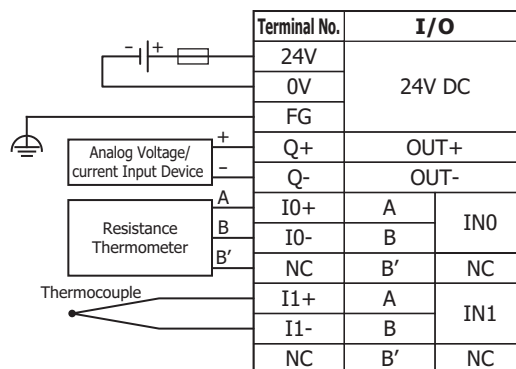 Terminal No. I/O
− + 24V
0V 24V DC
FG
Analog Voltage/
current Input Device
+ Q+ OUT+
− Q- OUT-
Resistance
Thermometer
A I0+ A IN0
B I0- B
B′ NC B′ NC
Thermocouple
I1+ A IN1
I1- B
NC B′ NC